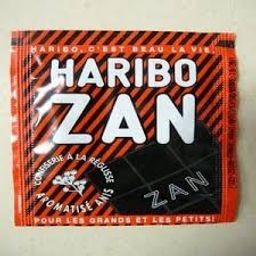 HARIBO, C'EST BEAU LA VIE,
HARIBO
ZAN
CONFISERIE À LA RÉGLISSE
AROMATISÉ ANIS
ZAN
POUR LES GRANDS ET LES PETITS!